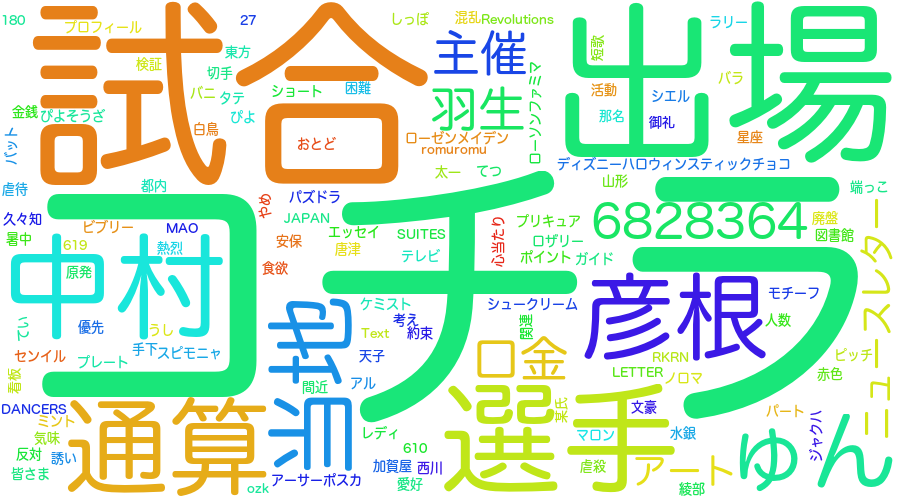 180
プロフィール
27
しっぽ
混乱
Revolutions
試合
出場
主催
短歌
ラリー
東方
検証
切手
バニ
タテ
ショート
困難
羽生
ローソンファミマ
活動
シエル
バラ
金銭
ぴよそうざ
ぴよ
那名
御礼
白鳥
おとど
ローゼンメイデン
romuromu
星座
バット
太一
てつ
ディズニーハロウィンスティックチョコ
虐待
都内
山形
端っこ
やめ
パズドラ
コチラ
久々知
ビブリー
MAO
JAPAN
プリキュア
6828364
廃盤
暑中
619
熱烈
安保
エッセイ
SUITES
心当たり
ロザリー
図書館
中村
唐津
テレビ
ポイント
ガイド
原発
食欲
ニュースレター
シュークリーム
彦根
モチーフ
優先
うし
ケミスト
考え
約束
関連
人数
Text
口金
センイル
手下
スピモニャ
天子
RKRN
ピッチ
プレート
LETTER
ノロマ
赤色
看板
間近
アル
DANCERS
通算
選手
某氏
文豪
パート
ミント
ジャクハ
気味
レディ
マロン
水銀
ゆん
反対
誘い
610
皆さま
加賀屋
西川
虐殺
アート
アーサーポスカ
愛好
綾部
ozk